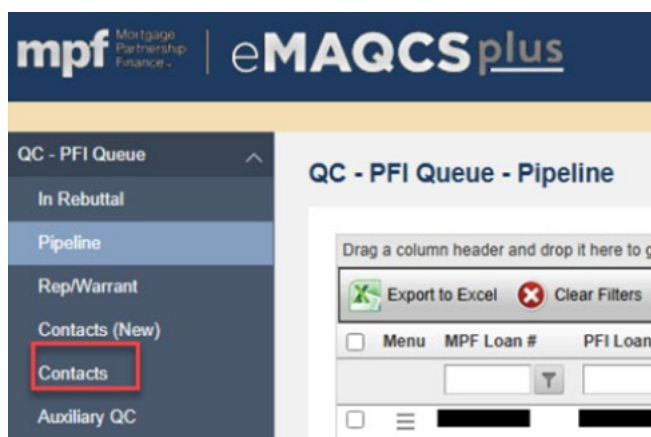 mpf Mortgage Partnership Finance | eMAQCS plus
QC - PFI Queue
In Rebuttal
Pipeline
Rep/Warrant
Contacts (New)
Contacts
Auxiliary QC
QC - PFI Queue - Pipeline
Drag a column header and drop it here to g
Export to Excel Clear Filters
Menu MPF Loan # PFI Loan